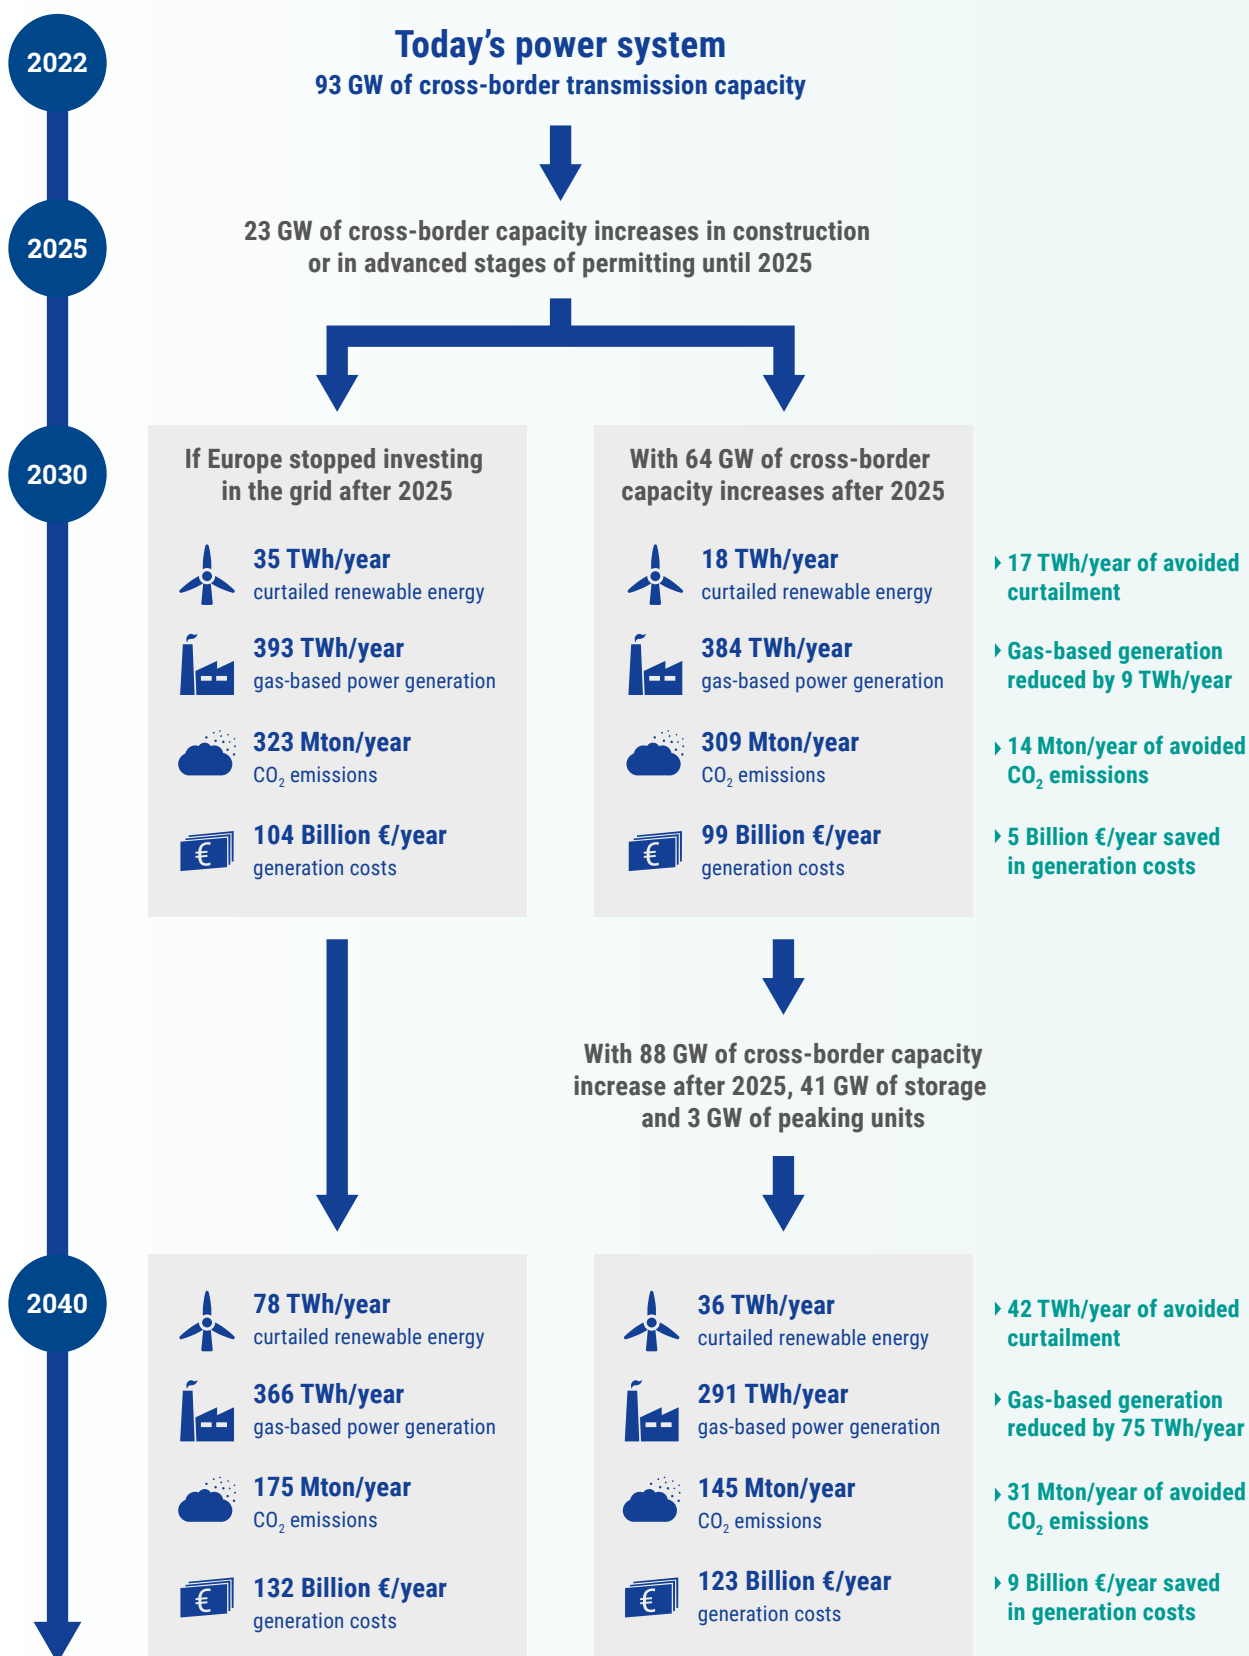 2022
Today’s power system
93 GW of cross-border transmission capacity
2025
23 GW of cross-border capacity increases in construction
or in advanced stages of permitting until 2025
2030
If Europe stopped investing
in the grid after 2025
35 TWh/year
curtailed renewable energy
393 TWh/year
gas-based power generation
323 Mton/year
CO₂ emissions
€
104 Billion €/year
generation costs
With 64 GW of cross-border
capacity increases after 2025
18 TWh/year
curtailed renewable energy
384 TWh/year
gas-based power generation
309 Mton/year
CO₂ emissions
€
99 Billion €/year
generation costs
17 TWh/year of avoided
curtailment
Gas-based generation
reduced by 9 TWh/year
14 Mton/year of avoided
CO₂ emissions
5 Billion €/year saved
in generation costs
With 88 GW of cross-border capacity
increase after 2025, 41 GW of storage
and 3 GW of peaking units
2040
78 TWh/year
curtailed renewable energy
366 TWh/year
gas-based power generation
175 Mton/year
CO₂ emissions
€
132 Billion €/year
generation costs
36 TWh/year
curtailed renewable energy
291 TWh/year
gas-based power generation
145 Mton/year
CO₂ emissions
€
123 Billion €/year
generation costs
42 TWh/year of avoided
curtailment
Gas-based generation
reduced by 75 TWh/year
31 Mton/year of avoided
CO₂ emissions
9 Billion €/year saved
in generation costs